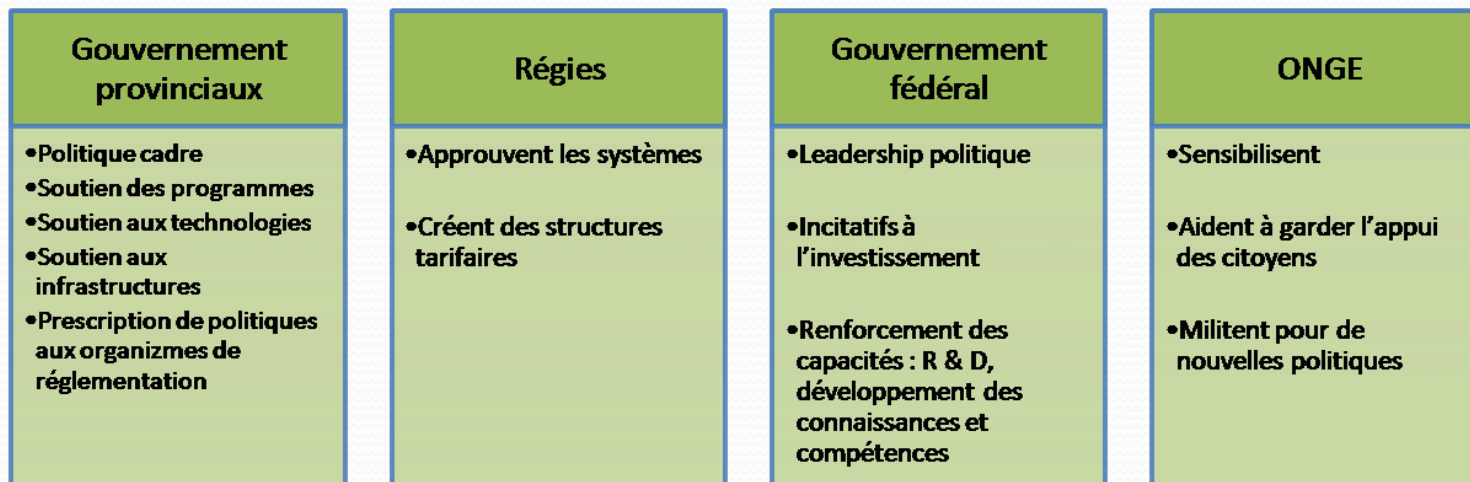 Gouvernement
provinciaux
•Politique cadre
•Soutien des programmes
•Soutien aux technologies
•Soutien aux
infrastructures
•Prescription de politiques
aux organizmes de
réglementation
Régies
•Approuvent les systèmes
•Créent des structures
tarifaires
Gouvernement
fédéral
•Leadership politique
•Incitatifs à
l’investissement
•Renforcement des
capacités : R & D,
développement des
connaissances et
compétences
ONGE
•Sensibilisent
•Aident à garder l’appui
des citoyens
•Militent pour de
nouvelles politiques